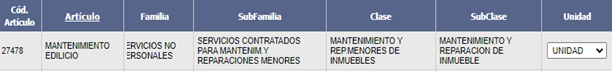 Cód. Artículo Artículo Familia SubFamilia Clase SubClase Unidad
27478
MANTENIMIENTO
EDILICIO
ERVICIOS NO
ERSONALES
SERVICIOS CONTRATADOS
PARA MANTENIM.Y
REPARACIONES MENORES
MANTENIMIENTO Y
REP.MENORES DE
INMUEBLES
MANTENIMIENTO Y
REPARACION DE
INMUEBLE
UNIDAD